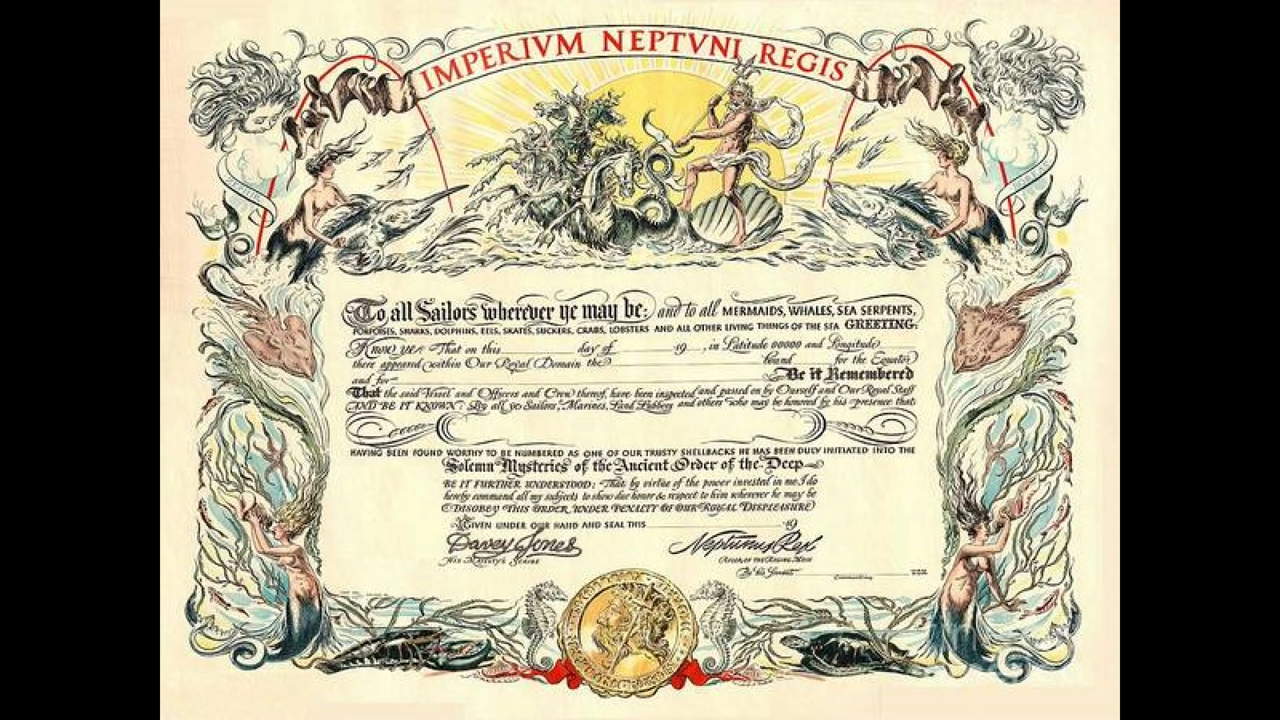 IMPERIVM NEPTVNI REGIS
To all Sailors wherever ye may be: and to all MERMAIDS, WHALES, SEA SERPENTS,
PORPOISES, SHARKS, DOLPHINS, EELS, SKATES, SUCKERS, CRABS, LOBSTERS AND ALL OTHER LIVING THINGS OF THE SEA GREETING:
Know ye: That on this day of 19 , in Latitude 00000 and Longitude
there appeared within Our Royal Domain the bound for the Equator
and for Be it Remembered
That the said Vessel and Officers and Crew thereof, have been inspected and passed on by Ourself and Our Royal Staff
AND BE IT KNOWN: By all ye Sailors, Marines, Land Lubbers and others who may be honored by his presence that
HAVING BEEN FOUND WORTHY TO BE NUMBERED AS ONE OF OUR TRUSTY SHELLBACKS HE HAS BEEN DULY INITIATED INTO THE
Solemn Mysteries of the Ancient Order of the Deep
BE IT FURTHER UNDERSTOOD: That by virtue of the power invested in me I do
hereby command all my subjects to show due honor & respect to him wherever he may be
DISOBEY THIS ORDER UNDER PENALTY OF OUR ROYAL DISPLEASURE
GIVEN UNDER OUR HAND AND SEAL THIS 19
Davey Jones Neptunus Rex
His Majesty's Scribe Ruler of the Raging Main
By his Servant